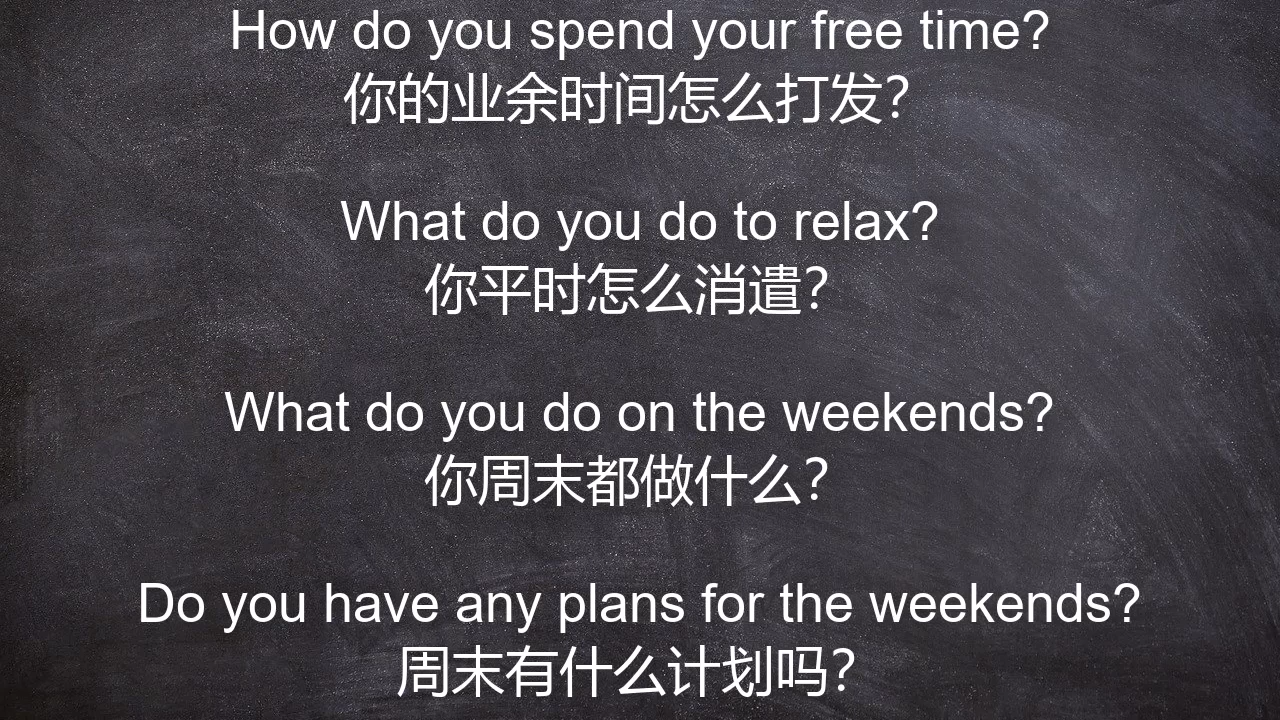 How do you spend your free time?
你的业余时间怎么打发?
What do you do to relax?
你平时怎么消遣?
What do you do on the weekends?
你周末都做什么?
Do you have any plans for the weekends?
周末有什么计划吗?